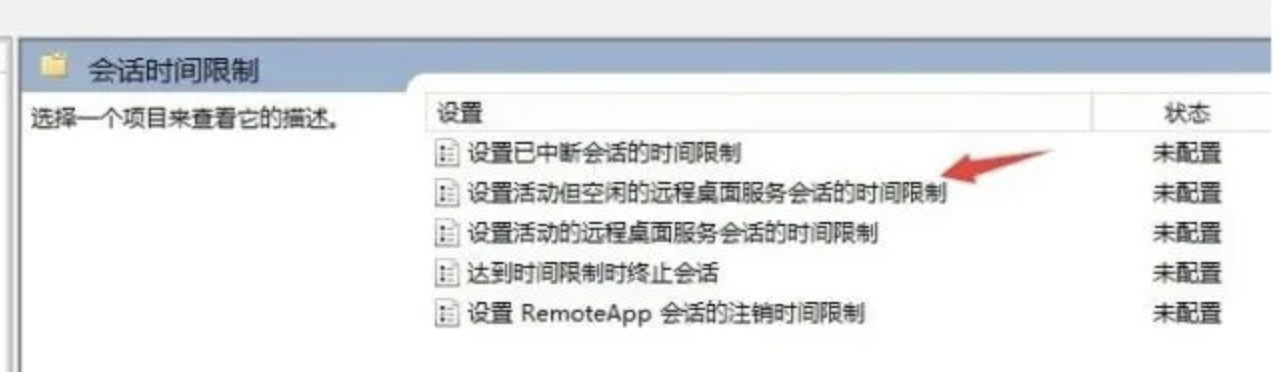 会话时间限制
选择一个项目来查看它的描述。
设置 状态
设置已中断会话的时间限制 未配置
设置活动但空闲的远程桌面服务会话的时间限制 未配置
设置活动的远程桌面服务会话的时间限制 未配置
达到时间限制时终止会话 未配置
设置 RemoteApp 会话的注销时间限制 未配置